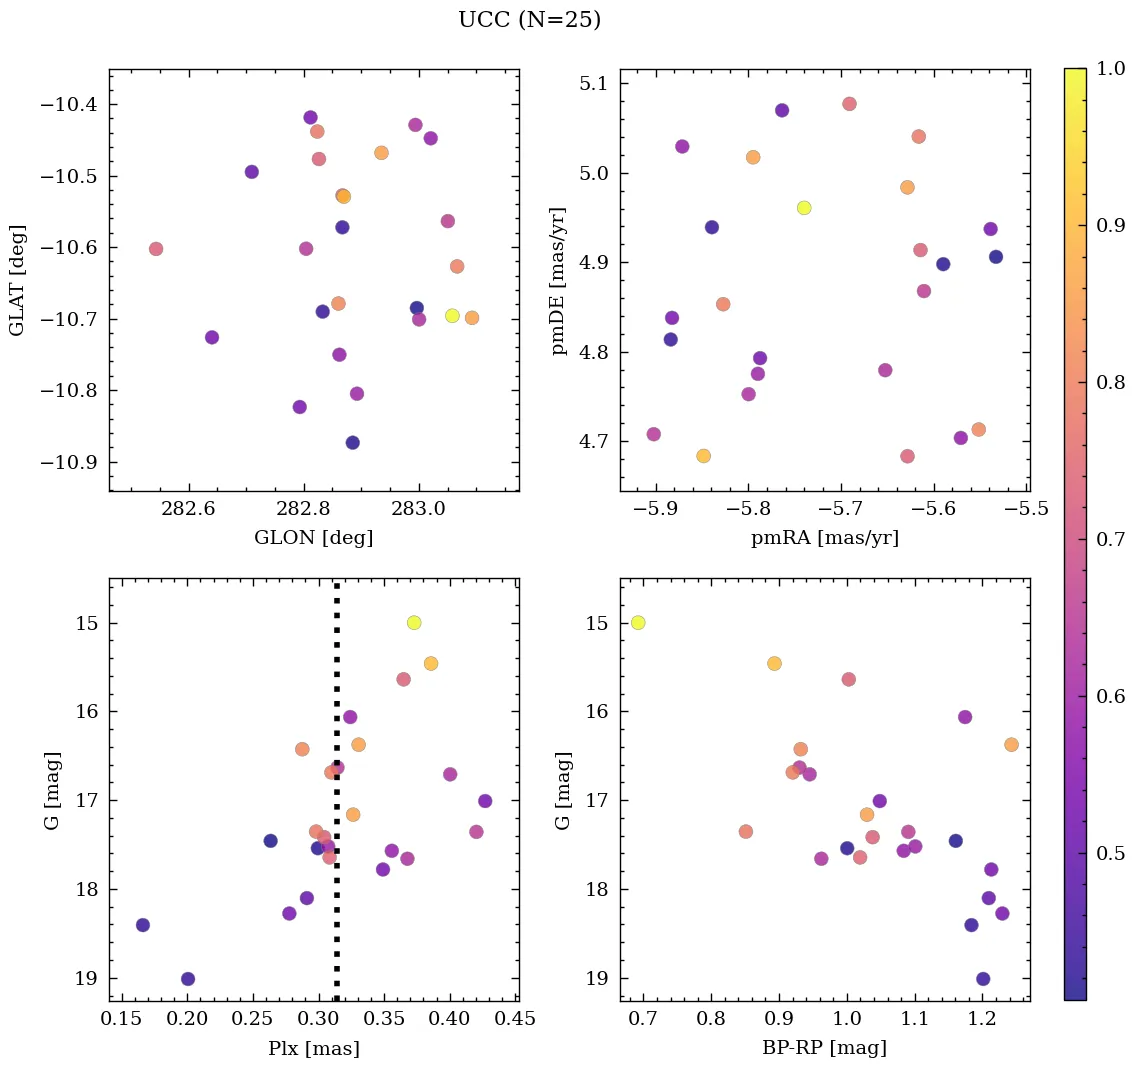 UCC (N=25)
−10.4
−10.5
−10.6
−10.7
−10.8
−10.9
GLAT [deg]
282.6 282.8 283.0
GLON [deg]
5.1
5.0
4.9
4.8
4.7
pmDE [mas/yr]
−5.9 −5.8 −5.7 −5.6 −5.5
pmRA [mas/yr]
15
16
17
18
19
G [mag]
0.15 0.20 0.25 0.30 0.35 0.40 0.45
Plx [mas]
15
16
17
18
19
G [mag]
0.7 0.8 0.9 1.0 1.1 1.2
BP-RP [mag]
1.0
0.9
0.8
0.7
0.6
0.5